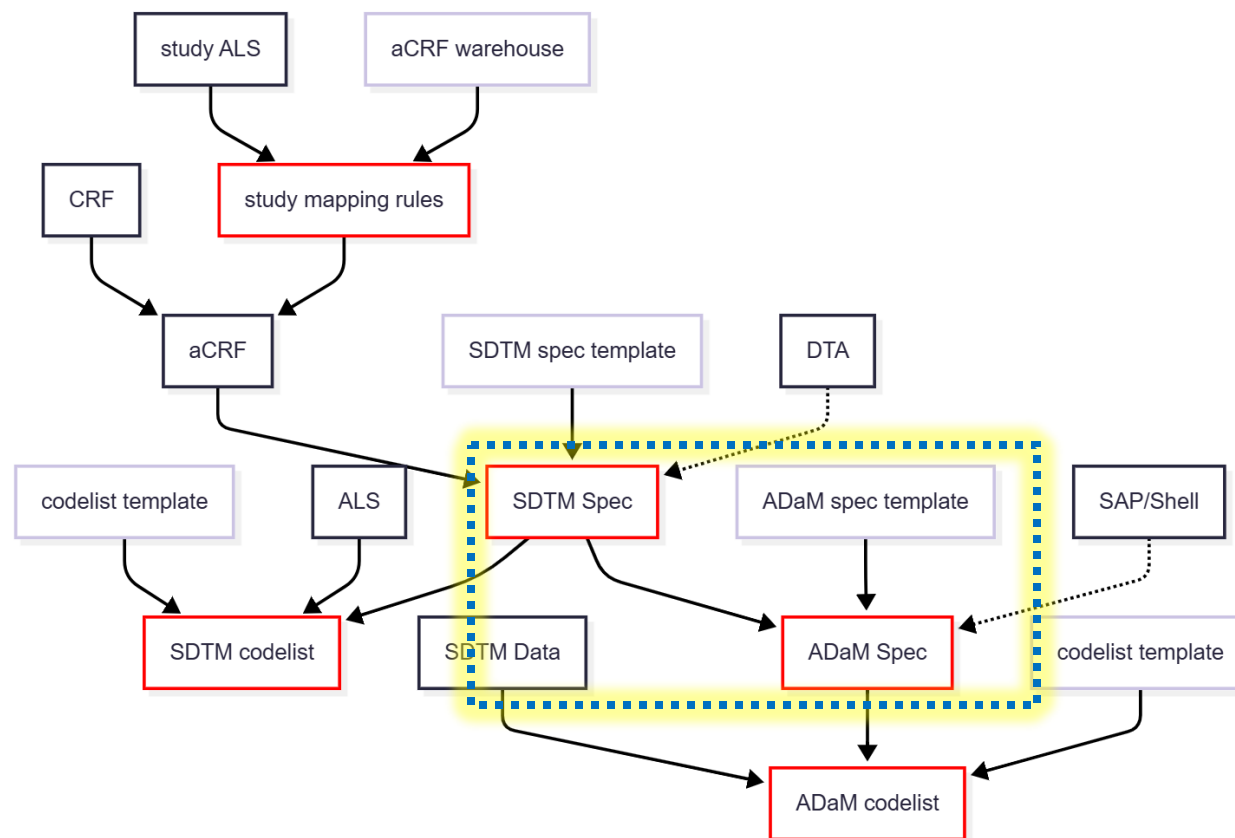 study ALS
aCRF warehouse
CRF
study mapping rules
aCRF
SDTM spec template
DTA
codelist template
ALS
SDTM Spec
ADaM spec template
SAP/Shell
SDTM codelist
SDTM Data
ADaM Spec
codelist template
ADaM codelist